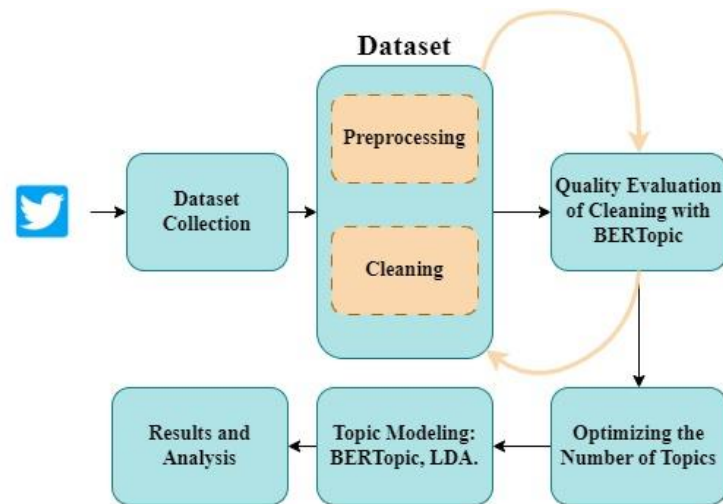 Dataset
Preprocessing
Cleaning
Dataset
Collection
Quality Evaluation
of Cleaning with
BERTopic
Optimizing the
Number of Topics
Topic Modeling:
BERTopic, LDA.
Results and
Analysis